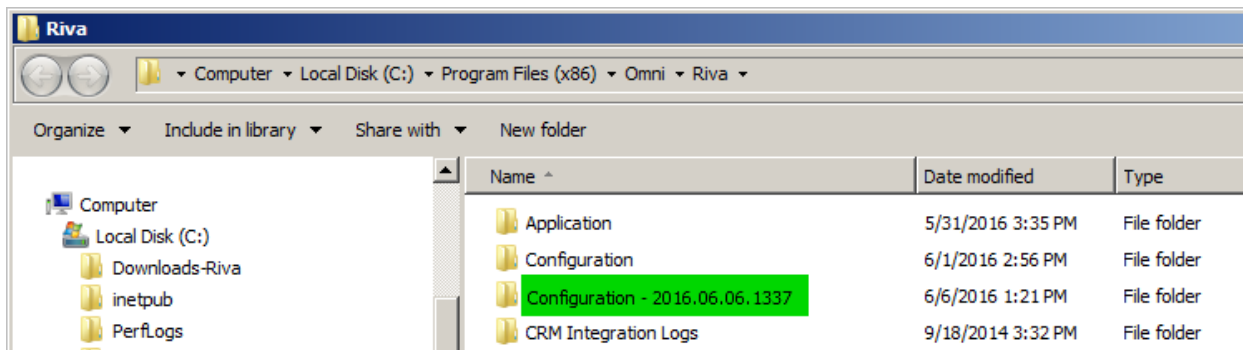 Riva
Computer Local Disk (C:) Program Files (x86) Omni Riva
Organize Include in library Share with New folder
Name Date modified Type
Computer
Local Disk (C:)
Downloads-Riva
inetpub
PerfLogs
Application 5/31/2016 3:35 PM File folder
Configuration 6/1/2016 2:56 PM File folder
Configuration - 2016.06.06.1337 6/6/2016 1:21 PM File folder
CRM Integration Logs 9/18/2014 3:32 PM File folder